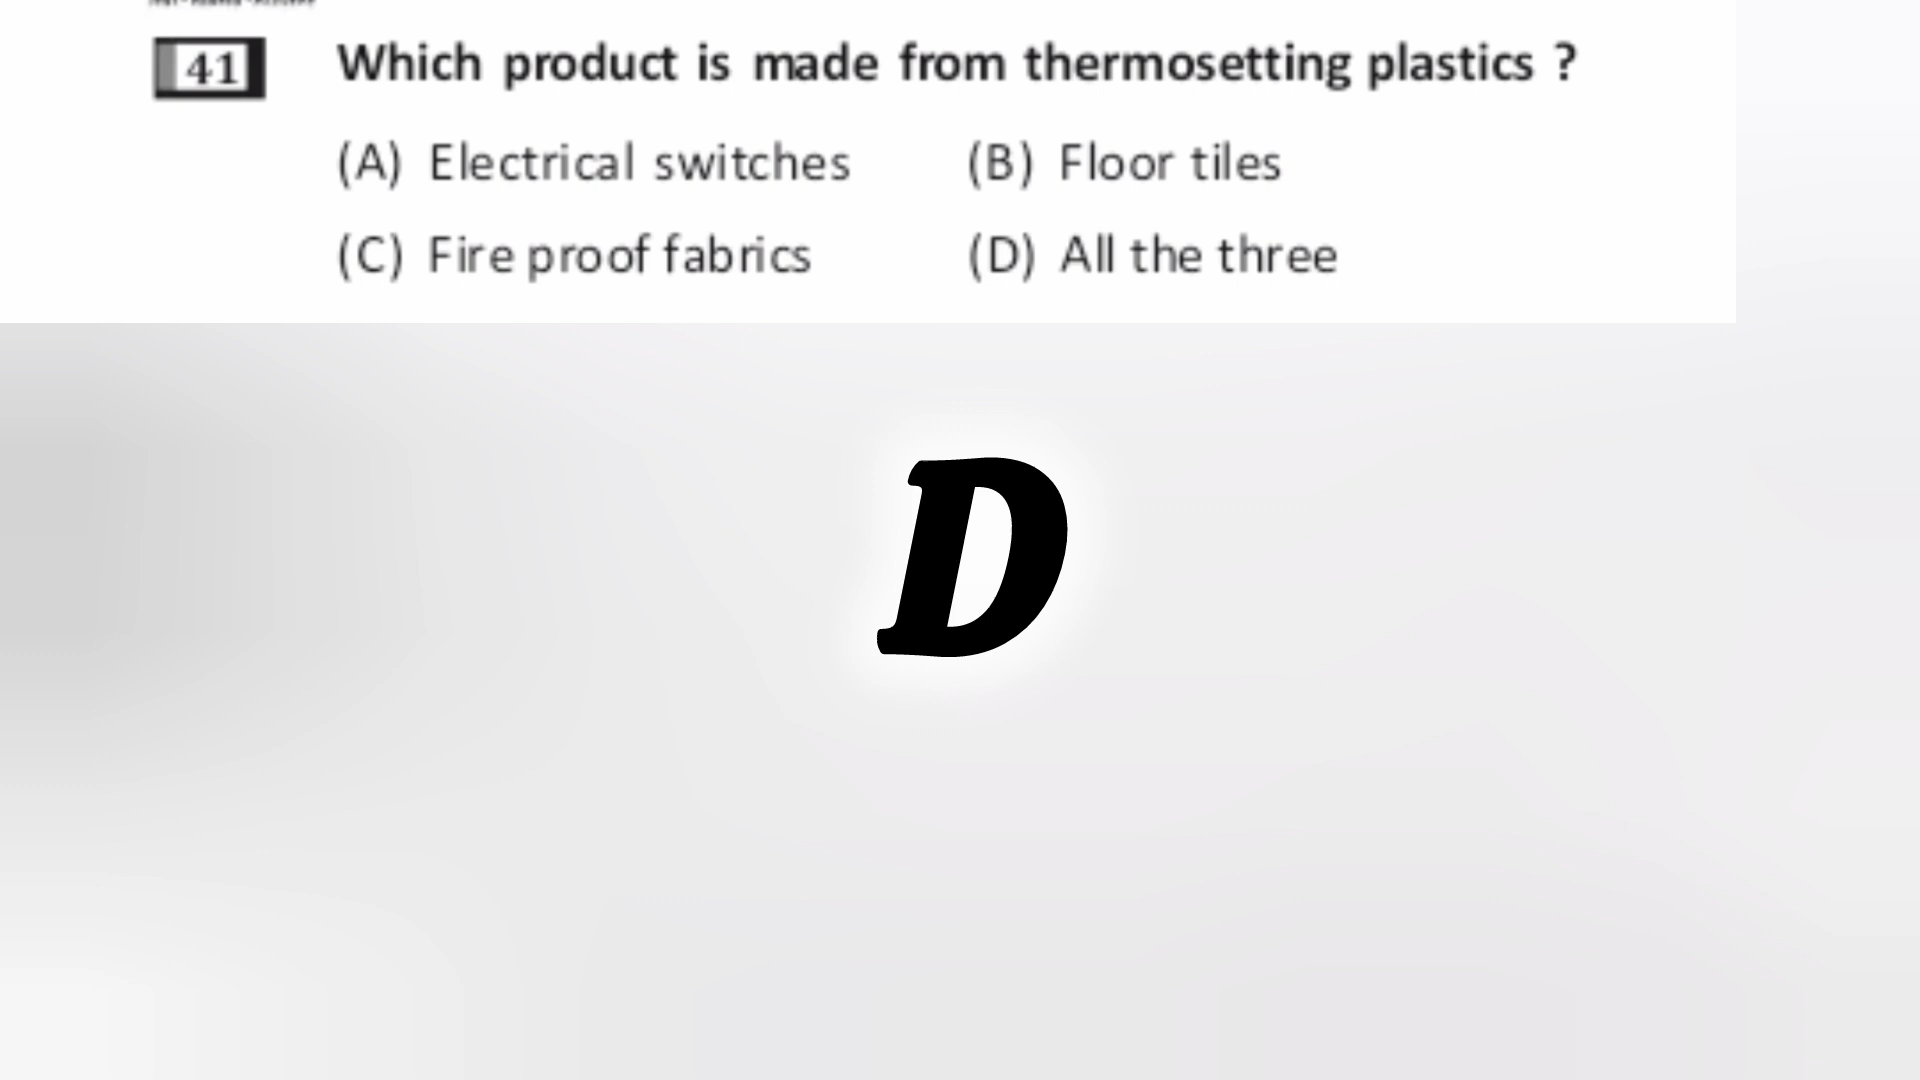 41 Which product is made from thermosetting plastics ?
(A) Electrical switches (B) Floor tiles
(C) Fire proof fabrics (D) All the three
D